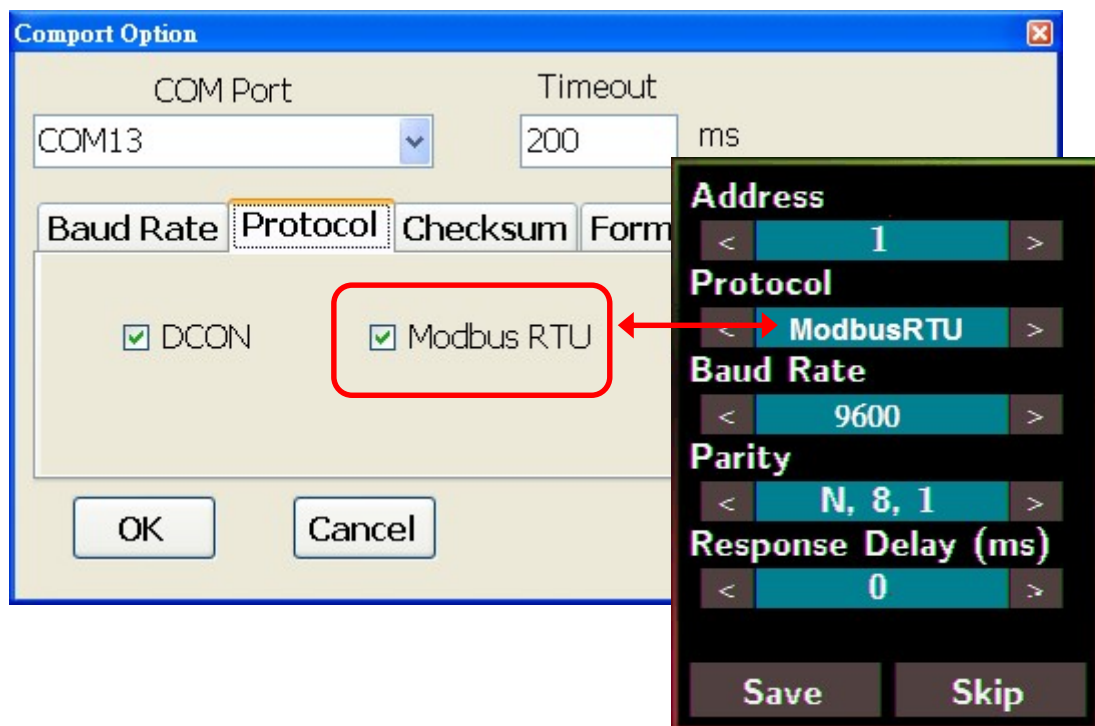 Comport Option
COM Port
Timeout
COM13
200
ms
Baud Rate
Protocol
Checksum
Form
DCON
Modbus RTU
OK
Cancel
Address
<
1
>
Protocol
<
ModbusRTU
>
Baud Rate
<
9600
>
Parity
<
N, 8, 1
>
Response Delay (ms)
<
0
>
Save
Skip